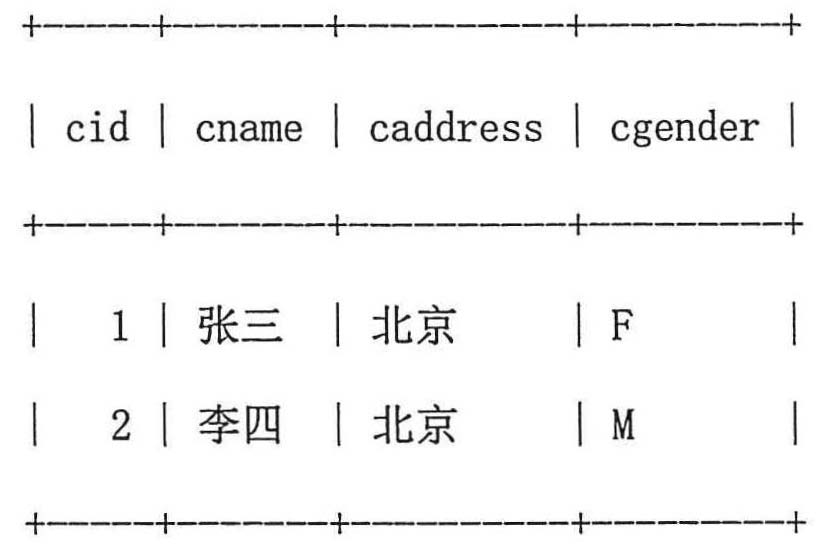 +------+-------+----------+---------+
| cid | cname | caddress | cgender |
+------+-------+----------+---------+
| 1 | 张三 | 北京 | F |
| 2 | 李四 | 北京 | M |
+------+-------+----------+---------+